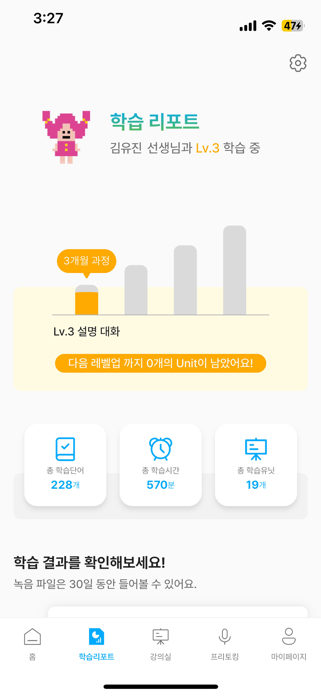 3:27
47
학습 리포트
김유진 선생님과 Lv.3 학습 중
3개월 과정
Lv.3 설명 대화
다음 레벨업 까지 0개의 Unit이 남았어요!
총 학습단어
228개
총 학습시간
570분
총 학습유닛
19개
학습 결과를 확인해보세요!
녹음 파일은 30일 동안 들어볼 수 있어요.
홈
학습리포트
강의실
프리토킹
마이페이지